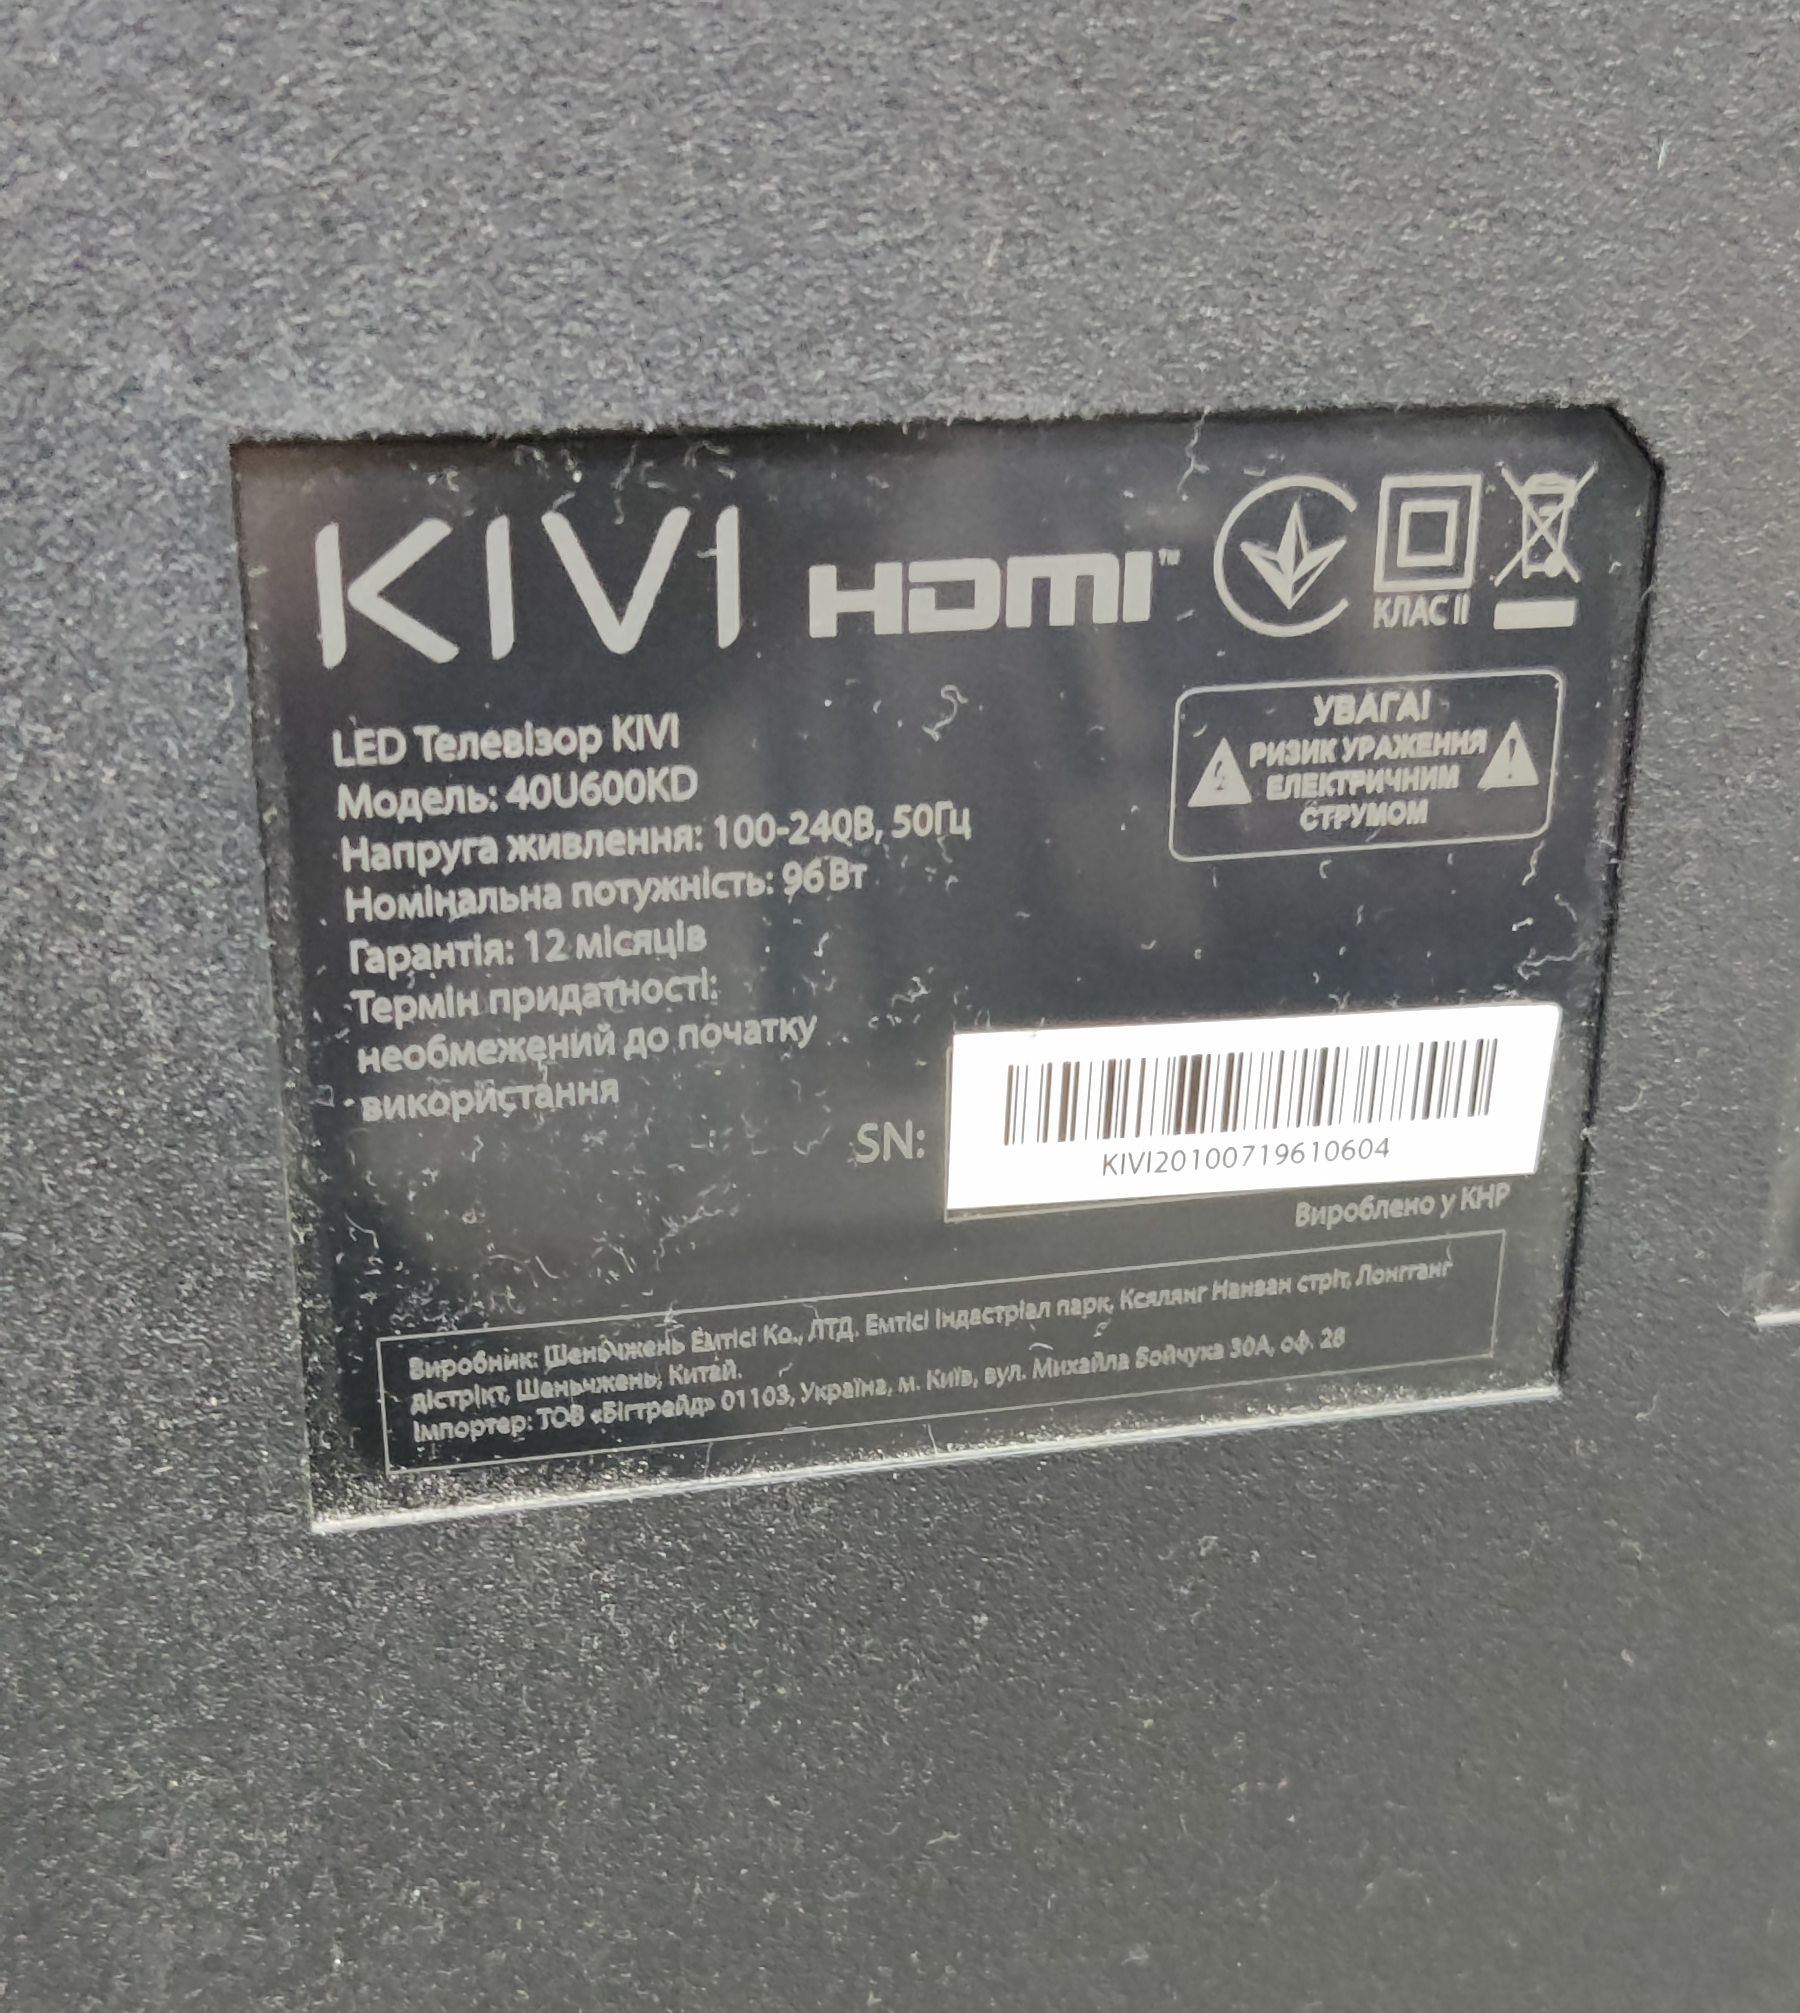 KIVI HDMI™
КЛАС II
LED Телевізор KIVI
Модель: 40U600KD
Напруга живлення: 100-240В, 50Гц
Номінальна потужність: 96Вт
Гарантія: 12 місяців
Термін придатності:
необмежений до початку
використання
УВАГА!
РИЗИК УРАЖЕННЯ
ЕЛЕКТРИЧНИМ
СТРУМОМ
SN:
KIVI20100719610604
Вироблено у КНР
Виробник: Шеньчжень Емтісі Ко., ЛТД. Емтісі Індастріал парк, Ксялянг Нанван стріт, Лонгганг
дістрікт, Шеньчжень, Китай.
Імпортер: ТОВ «Бігтрейд» 01103, Україна, м. Київ, вул. Михайла Бойчука 30А, оф. 28